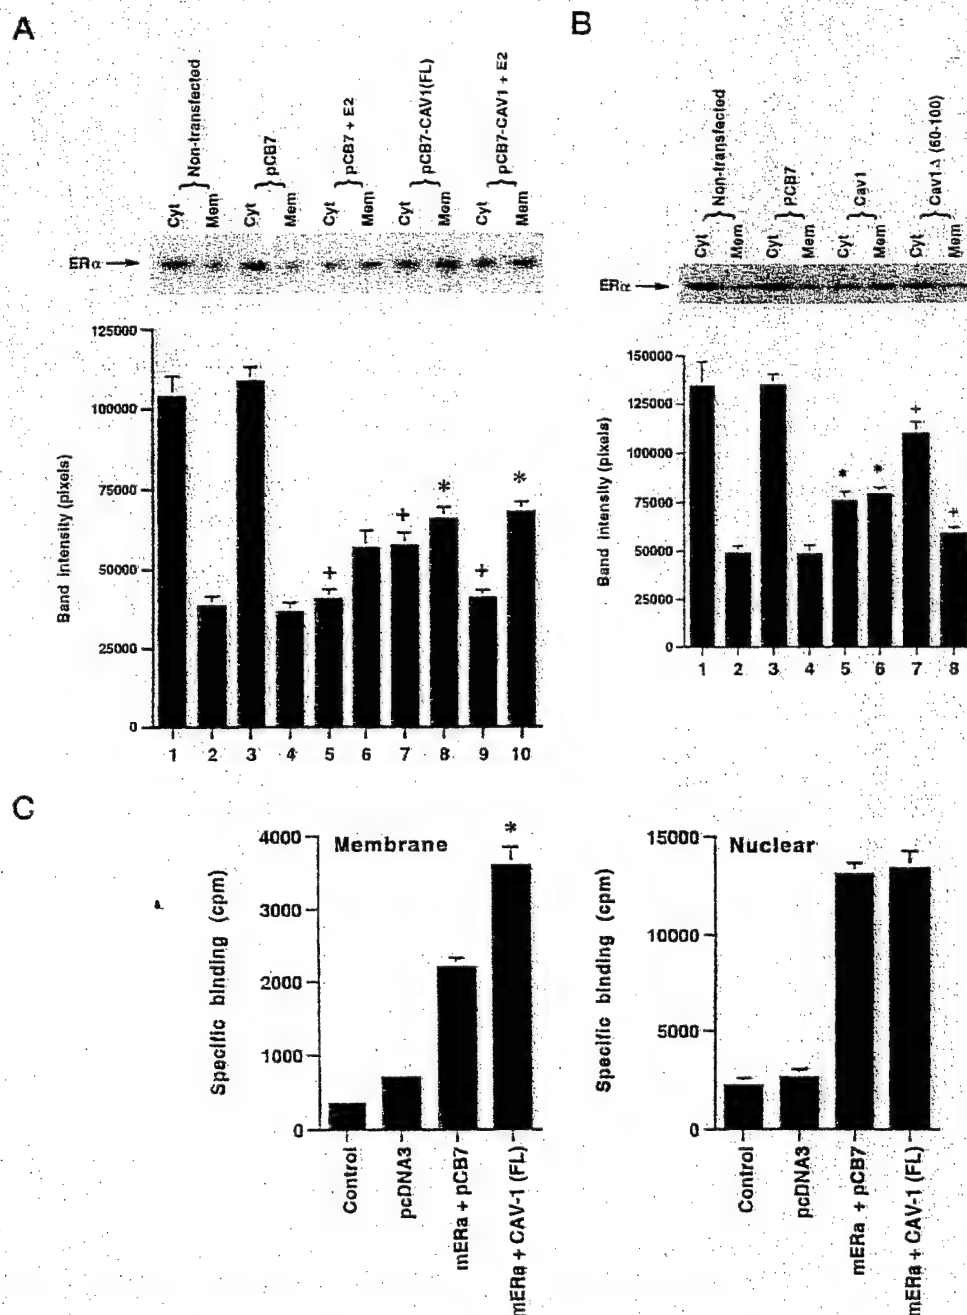 A
Non-transfected
pCB7
pCB7 + E2
pCB7-CAV1(FL)
pCB7-CAV1 + E2
Cyt
Mem
Cyt
Mem
Cyt
Mem
Cyt
Mem
Cyt
Mem
ERα
125000
100000
75000
50000
25000
0
Band intensity (pixels)
+
+
*
+
*
1 2 3 4 5 6 7 8 9 10
B
Non-transfected
PCB7
Cav1
Cav1Δ (60-100)
Cyt
Mem
Cyt
Mem
Cyt
Mem
Cyt
Mem
ERα
150000
125000
100000
75000
50000
25000
0
Band intensity (pixels)
*
*
+
+
1 2 3 4 5 6 7 8
C
Membrane
4000
3000
2000
1000
0
Specific binding (cpm)
*
Control
pcDNA3
mERa + pCB7
mERa + CAV-1 (FL)
Nuclear
15000
10000
5000
0
Specific binding (cpm)
Control
pcDNA3
mERa + pCB7
mERa + CAV-1 (FL)